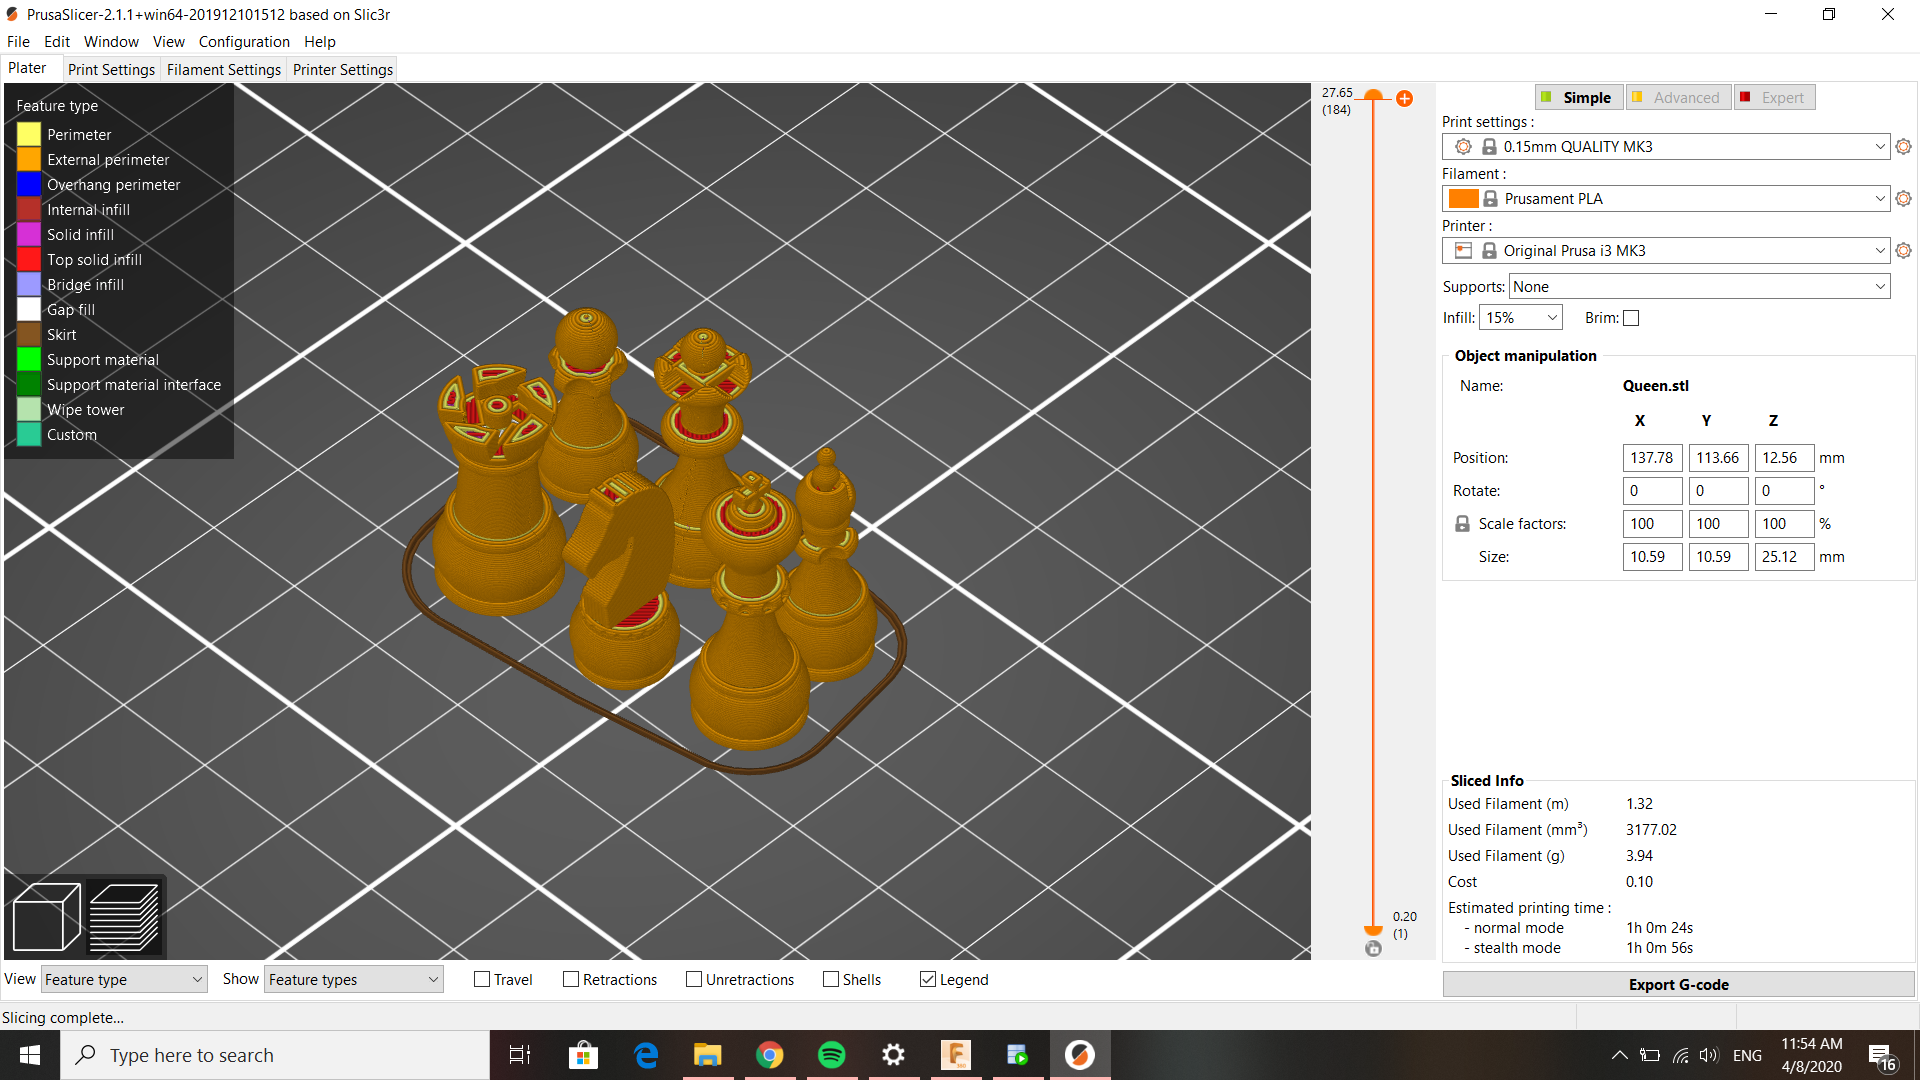 PrusaSlicer-2.1.1+win64-201912101512 based on Slic3r
File Edit Window View Configuration Help
Plater Print Settings Filament Settings Printer Settings
Feature type
Perimeter
External perimeter
Overhang perimeter
Internal infill
Solid infill
Top solid infill
Bridge infill
Gap fill
Skirt
Support material
Support material interface
Wipe tower
Custom
27.65
(184)
0.20
(1)
Simple Advanced Expert
Print settings :
0.15mm QUALITY MK3
Filament :
Prusament PLA
Printer :
Original Prusa i3 MK3
Supports: None
Infill: 15% Brim:
Object manipulation
Name: Queen.stl
X Y Z
Position: 137.78 113.66 12.56 mm
Rotate: 0 0 0 °
Scale factors: 100 100 100 %
Size: 10.59 10.59 25.12 mm
Sliced Info
Used Filament (m) 1.32
Used Filament (mm³) 3177.02
Used Filament (g) 3.94
Cost 0.10
Estimated printing time :
- normal mode 1h 0m 24s
- stealth mode 1h 0m 56s
Export G-code
View Feature type Show Feature types Travel Retractions Unretractions Shells Legend
Slicing complete...
Type here to search
ENG
11:54 AM
4/8/2020
16